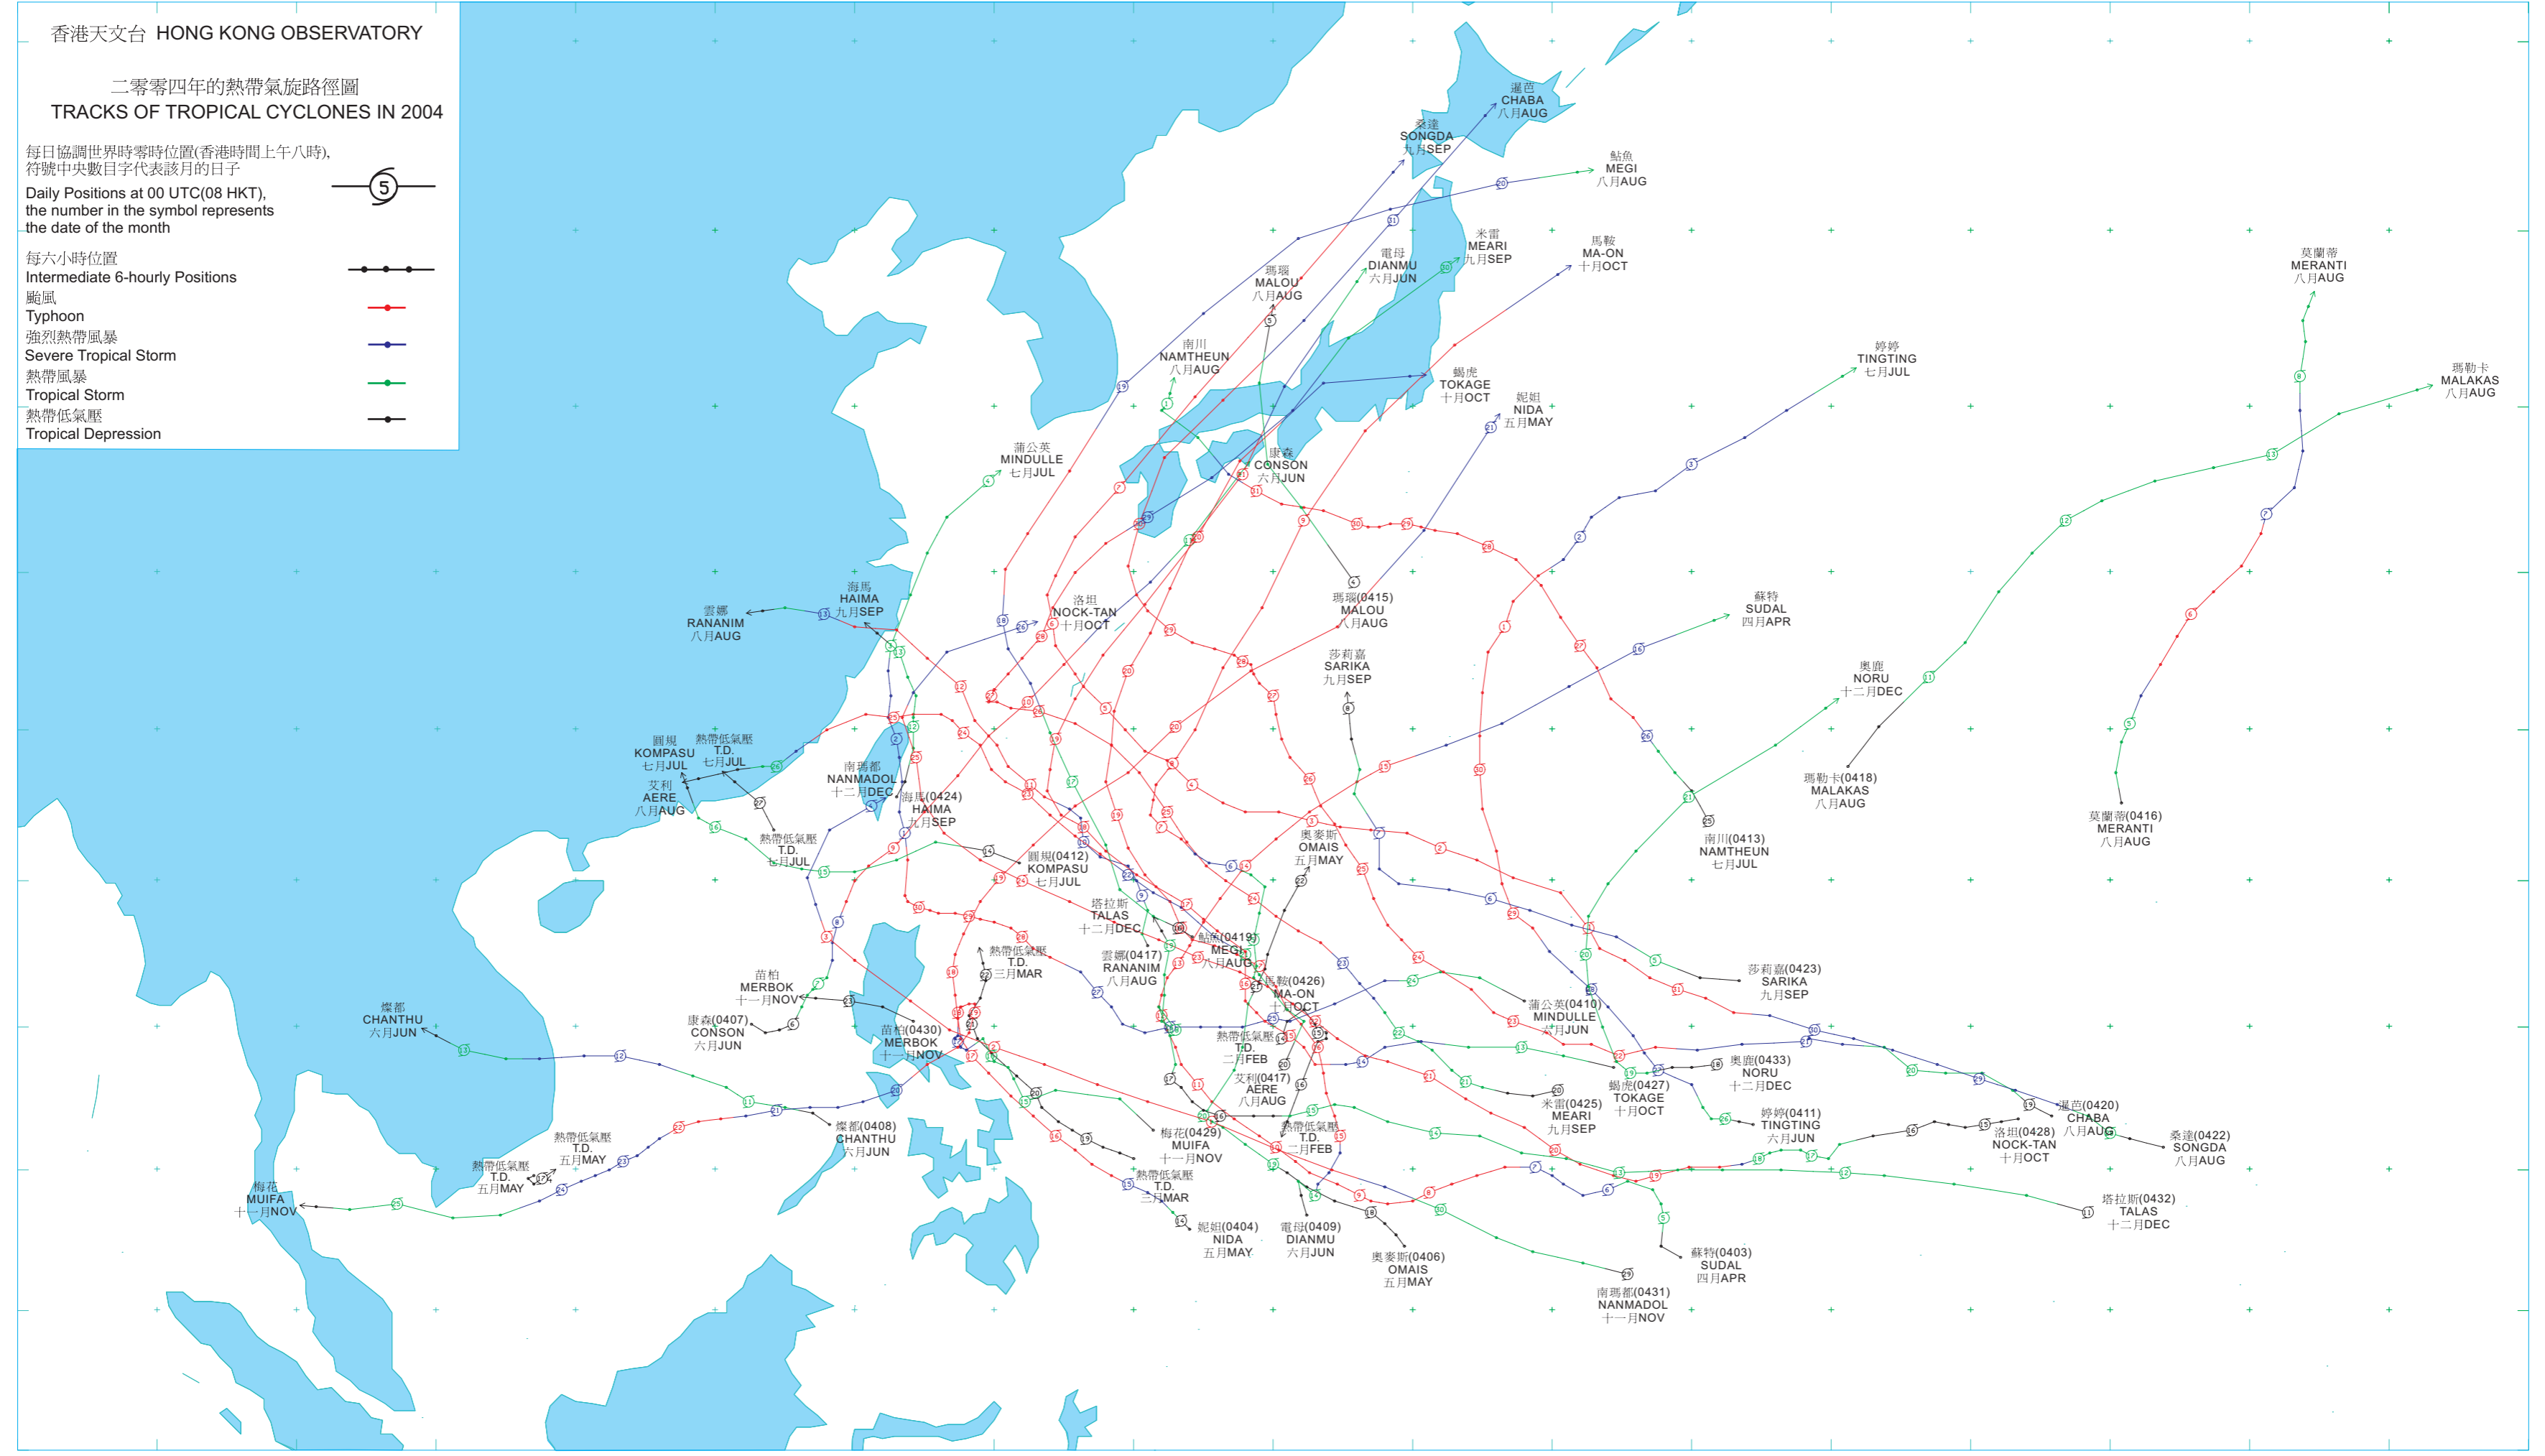 香港天文台 HONG KONG OBSERVATORY
二零零四年的熱帶氣旋路徑圖
TRACKS OF TROPICAL CYCLONES IN 2004
每日協調世界時零時位置(香港時間上午八時),
符號中央數目字代表該月的日子
Daily Positions at 00 UTC(08 HKT),
the number in the symbol represents
the date of the month
5
每六小時位置
Intermediate 6-hourly Positions
颱風
Typhoon
強烈熱帶風暴
Severe Tropical Storm
熱帶風暴
Tropical Storm
熱帶低氣壓
Tropical Depression
暹芭
CHABA
八月AUG
桑達
SONGDA
九月SEP
鮎魚
MEGI
八月AUG
米雷
MEARI
九月SEP
馬鞍
MA-ON
十月OCT
電母
DIANMU
六月JUN
瑪瑙
MALOU
八月AUG
莫蘭蒂
MERANTI
八月AUG
南川
NAMTHEUN
八月AUG
婷婷
TINGTING
七月JUL
蝎虎
TOKAGE
十月OCT
瑪勒卡
MALAKAS
八月AUG
妮妲
NIDA
五月MAY
蒲公英
MINDULLE
七月JUL
康森
CONSON
六月JUN
海馬
HAIMA
九月SEP
雲娜
RANANIM
八月AUG
洛坦
NOCK-TAN
十月OCT
瑪瑙(0415)
MALOU
八月AUG
蘇特
SUDAL
四月APR
莎莉嘉
SARIKA
九月SEP
奧鹿
NORU
十二月DEC
圓規
KOMPASU
七月JUL
熱帶低氣壓
T.D.
七月JUL
艾利
AERE
八月AUG
南瑪都
NANMADOL
十二月DEC
海馬(0424)
HAIMA
九月SEP
瑪勒卡(0418)
MALAKAS
八月AUG
莫蘭蒂(0416)
MERANTI
八月AUG
熱帶低氣壓
T.D.
七月JUL
南川(0413)
NAMTHEUN
七月JUL
奧麥斯
OMAIS
五月MAY
圓規(0412)
KOMPASU
七月JUL
塔拉斯
TALAS
十二月DEC
鮎魚(0419)
MEGI
八月AUG
雲娜(0417)
RANANIM
八月AUG
熱帶低氣壓
T.D.
三月MAR
馬鞍(0426)
MA-ON
十月OCT
莎莉嘉(0423)
SARIKA
九月SEP
苗柏
MERBOK
十一月NOV
康森(0407)
CONSON
六月JUN
燦都
CHANTHU
六月JUN
苗柏(0430)
MERBOK
十一月NOV
蒲公英(0410)
MINDULLE
六月JUN
熱帶低氣壓
T.D.
二月FEB
艾利(0417)
AERE
八月AUG
奧鹿(0433)
NORU
十二月DEC
蝎虎(0427)
TOKAGE
十月OCT
米雷(0425)
MEARI
九月SEP
婷婷(0411)
TINGTING
六月JUN
暹芭(0420)
CHABA
八月AUG
洛坦(0428)
NOCK-TAN
十月OCT
桑達(0422)
SONGDA
八月AUG
燦都(0408)
CHANTHU
六月JUN
梅花(0429)
MUIFA
十一月NOV
熱帶低氣壓
T.D.
二月FEB
熱帶低氣壓
T.D.
五月MAY
熱帶低氣壓
T.D.
五月MAY
梅花
MUIFA
十一月NOV
熱帶低氣壓
T.D.
三月MAR
妮妲(0404)
NIDA
五月MAY
電母(0409)
DIANMU
六月JUN
奧麥斯(0406)
OMAIS
五月MAY
蘇特(0403)
SUDAL
四月APR
塔拉斯(0432)
TALAS
十二月DEC
南瑪都(0431)
NANMADOL
十一月NOV